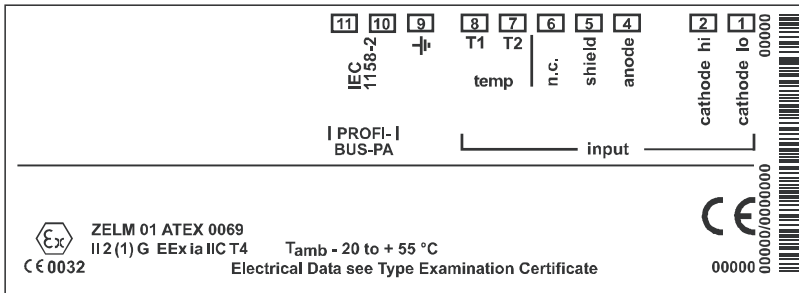 11 10 9 8 7 6 5 4 2 1
IEC
1158-2
T1 T2
temp
n.c.
shield
anode
cathode hi
cathode lo
00000
PROFI-
BUS-PA
input
Ex
ZELM 01 ATEX 0069
II 2 (1) G EEx ia IIC T4
Tamb - 20 to + 55 °C
CE 0032
Electrical Data see Type Examination Certificate
CE
00000
00000/0000000